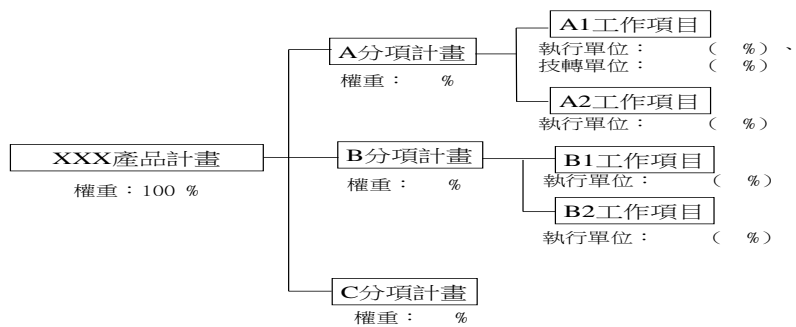 A1工作項目
執行單位： （ %）、
技轉單位： （ %）
A分項計畫
權重： %
A2工作項目
執行單位： （ %）
XXX產品計畫
權重：100 %
B分項計畫
權重： %
B1工作項目
執行單位： （ %）
B2工作項目
執行單位： （ %）
C分項計畫
權重： %